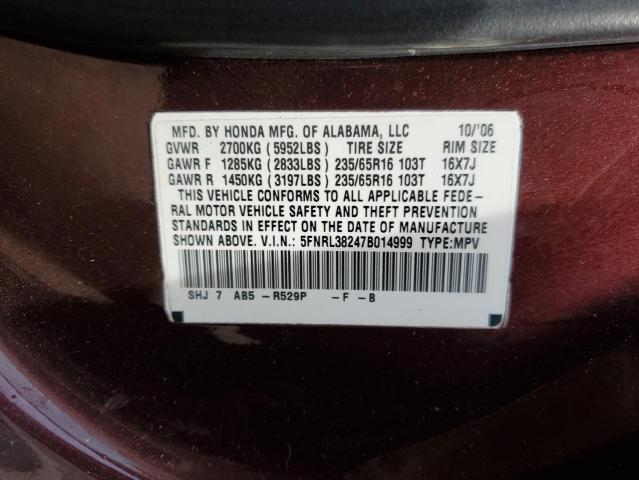 MFD. BY HONDA MFG. OF ALABAMA, LLC 10/'06
GVWR 2700KG (5952LBS) TIRE SIZE RIM SIZE
GAWR F 1285KG (2833LBS) 235/65R16 103T 16X7J
GAWR R 1450KG (3197LBS) 235/65R16 103T 16X7J
THIS VEHICLE CONFORMS TO ALL APPLICABLE FEDE-
RAL MOTOR VEHICLE SAFETY AND THEFT PREVENTION
STANDARDS IN EFFECT ON THE DATE OF MANUFACTURE
SHOWN ABOVE. V.I.N.: 5FNRL38247B014999 TYPE:MPV
SHJ 7 AB5 -R529P -F -B